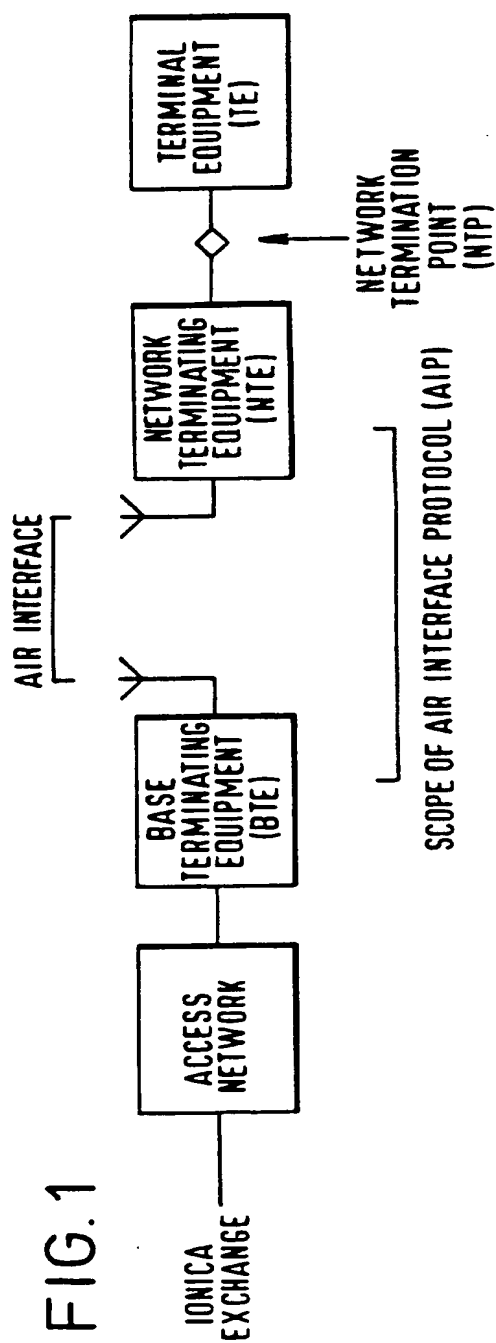 FIG.1
IONICA
EXCHANGE
ACCESS
NETWORK
BASE
TERMINATING
EQUIPMENT
(BTE)
AIR INTERFACE
NETWORK
TERMINATING
EQUIPMENT
(NTE)
TERMINAL
EQUIPMENT
(TE)
NETWORK
TERMINATION
POINT
(NTP)
SCOPE OF AIR INTERFACE PROTOCOL (AIP)